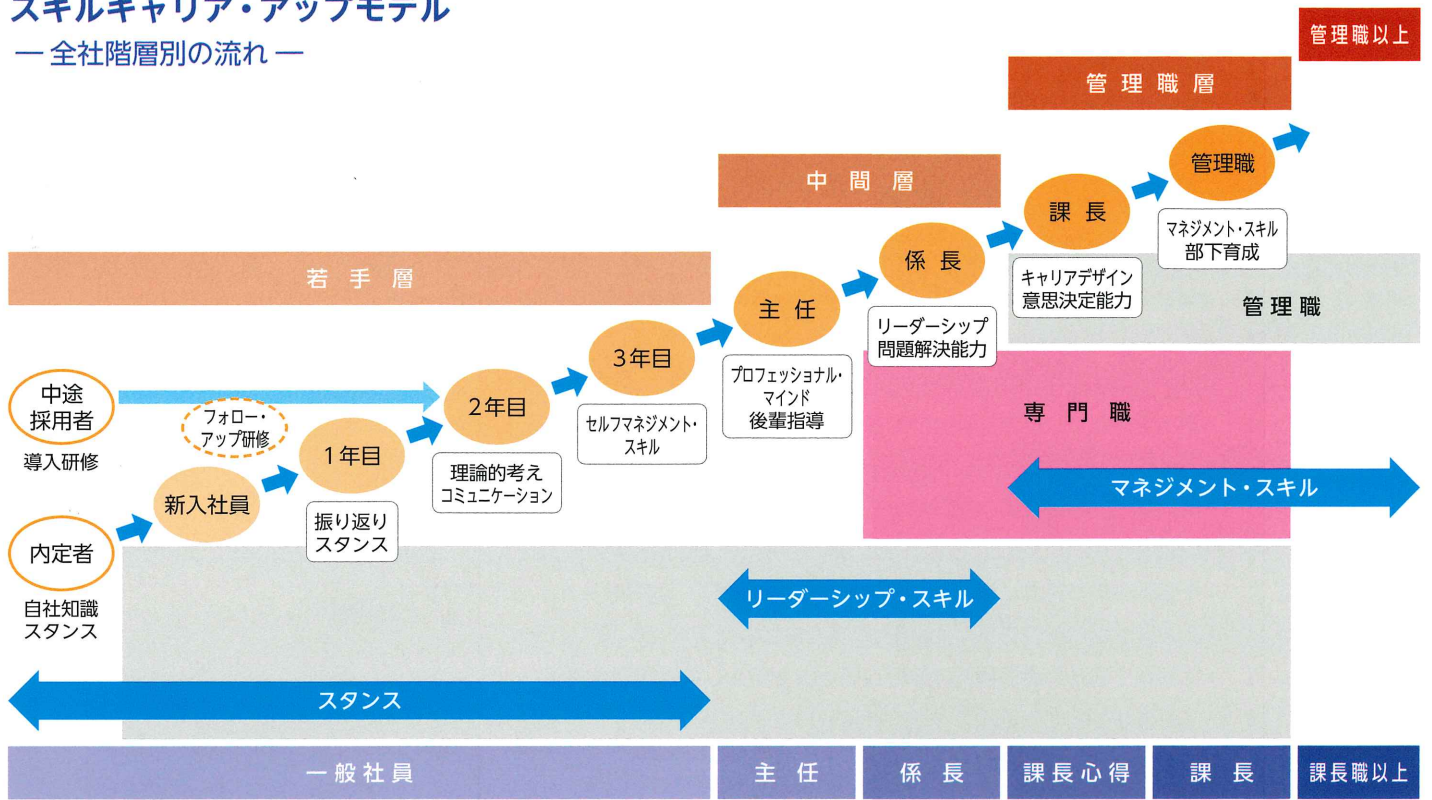 スキルキャリア・アップモデル
― 全社階層別の流れ ―
管理職以上
管理職層
中間層
若手層
管理職
マネジメント・スキル
部下育成
課長
キャリアデザイン
意思決定能力
係長
リーダーシップ
問題解決能力
主任
プロフェッショナル・
マインド
後輩指導
3年目
セルフマネジメント・
スキル
2年目
理論的考え
コミュニケーション
1年目
振り返り
スタンス
新入社員
フォロー・
アップ研修
中途
採用者
導入研修
内定者
自社知識
スタンス
管理職
専門職
マネジメント・スキル
リーダーシップ・スキル
スタンス
一般社員
主任
係長
課長心得
課長
課長職以上